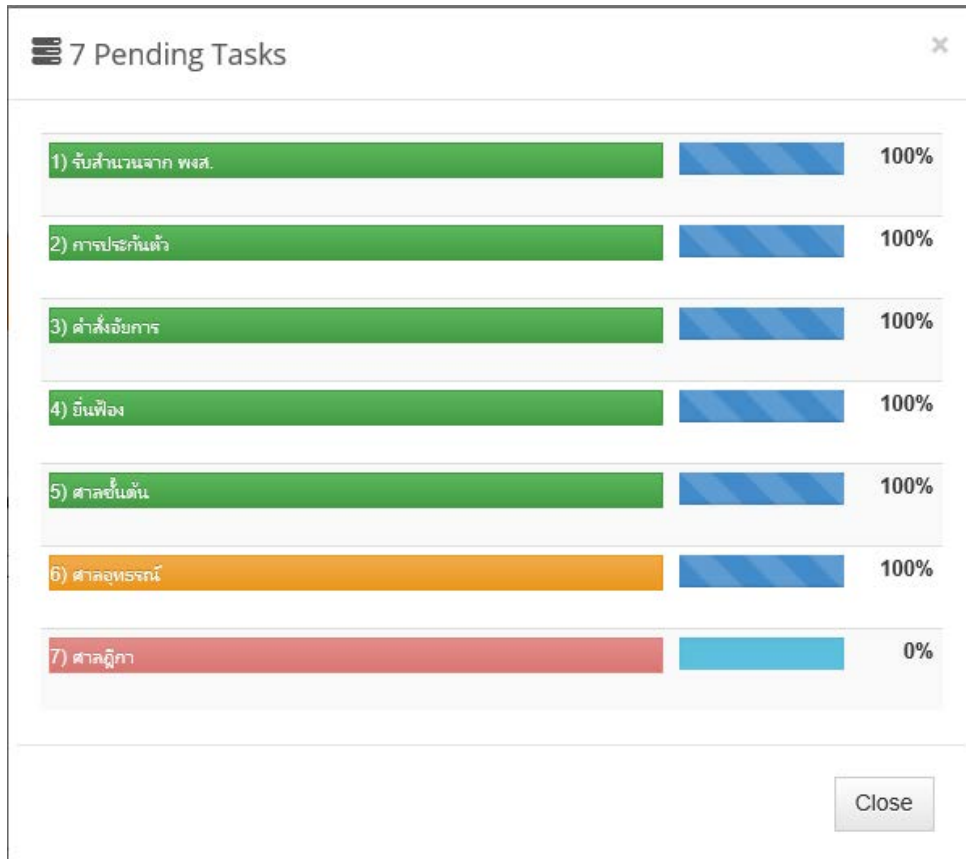 7 Pending Tasks
×
1) รับสำนวนจาก พงส. 100%
2) การประกันตัว 100%
3) คำสั่งอัยการ 100%
4) ยื่นฟ้อง 100%
5) ศาลชั้นต้น 100%
6) ศาลอุทธรณ์ 100%
7) ศาลฎีกา 0%
Close